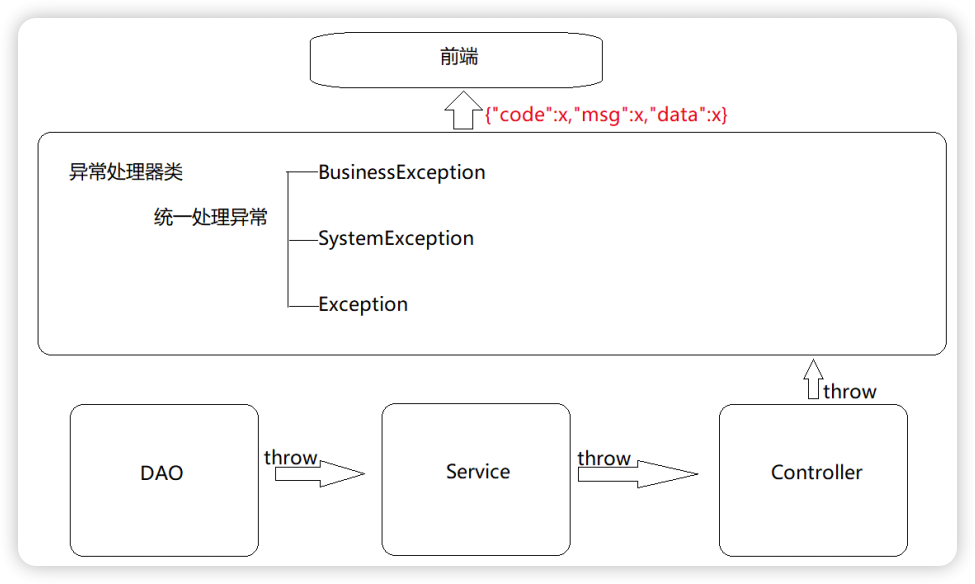 前端
{"code":x,"msg":x,"data":x}
异常处理器类
统一处理异常
BusinessException
SystemException
Exception
throw
DAO
throw
Service
throw
Controller